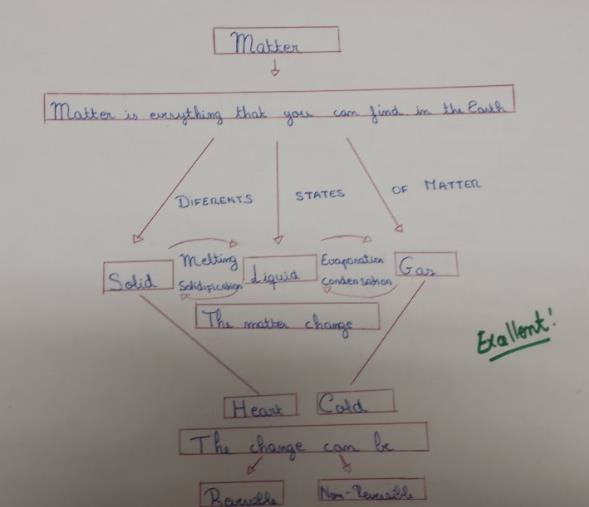 Matter
Matter is everything that you can find in the Earth
DIFERENTS STATES OF MATTER
Solid
Melting
Solidification
Liquid
Evaporation
Condensation
Gas
The matter change
Exallent!
Heart Cold
The change can be
Reversible Non-Reversible